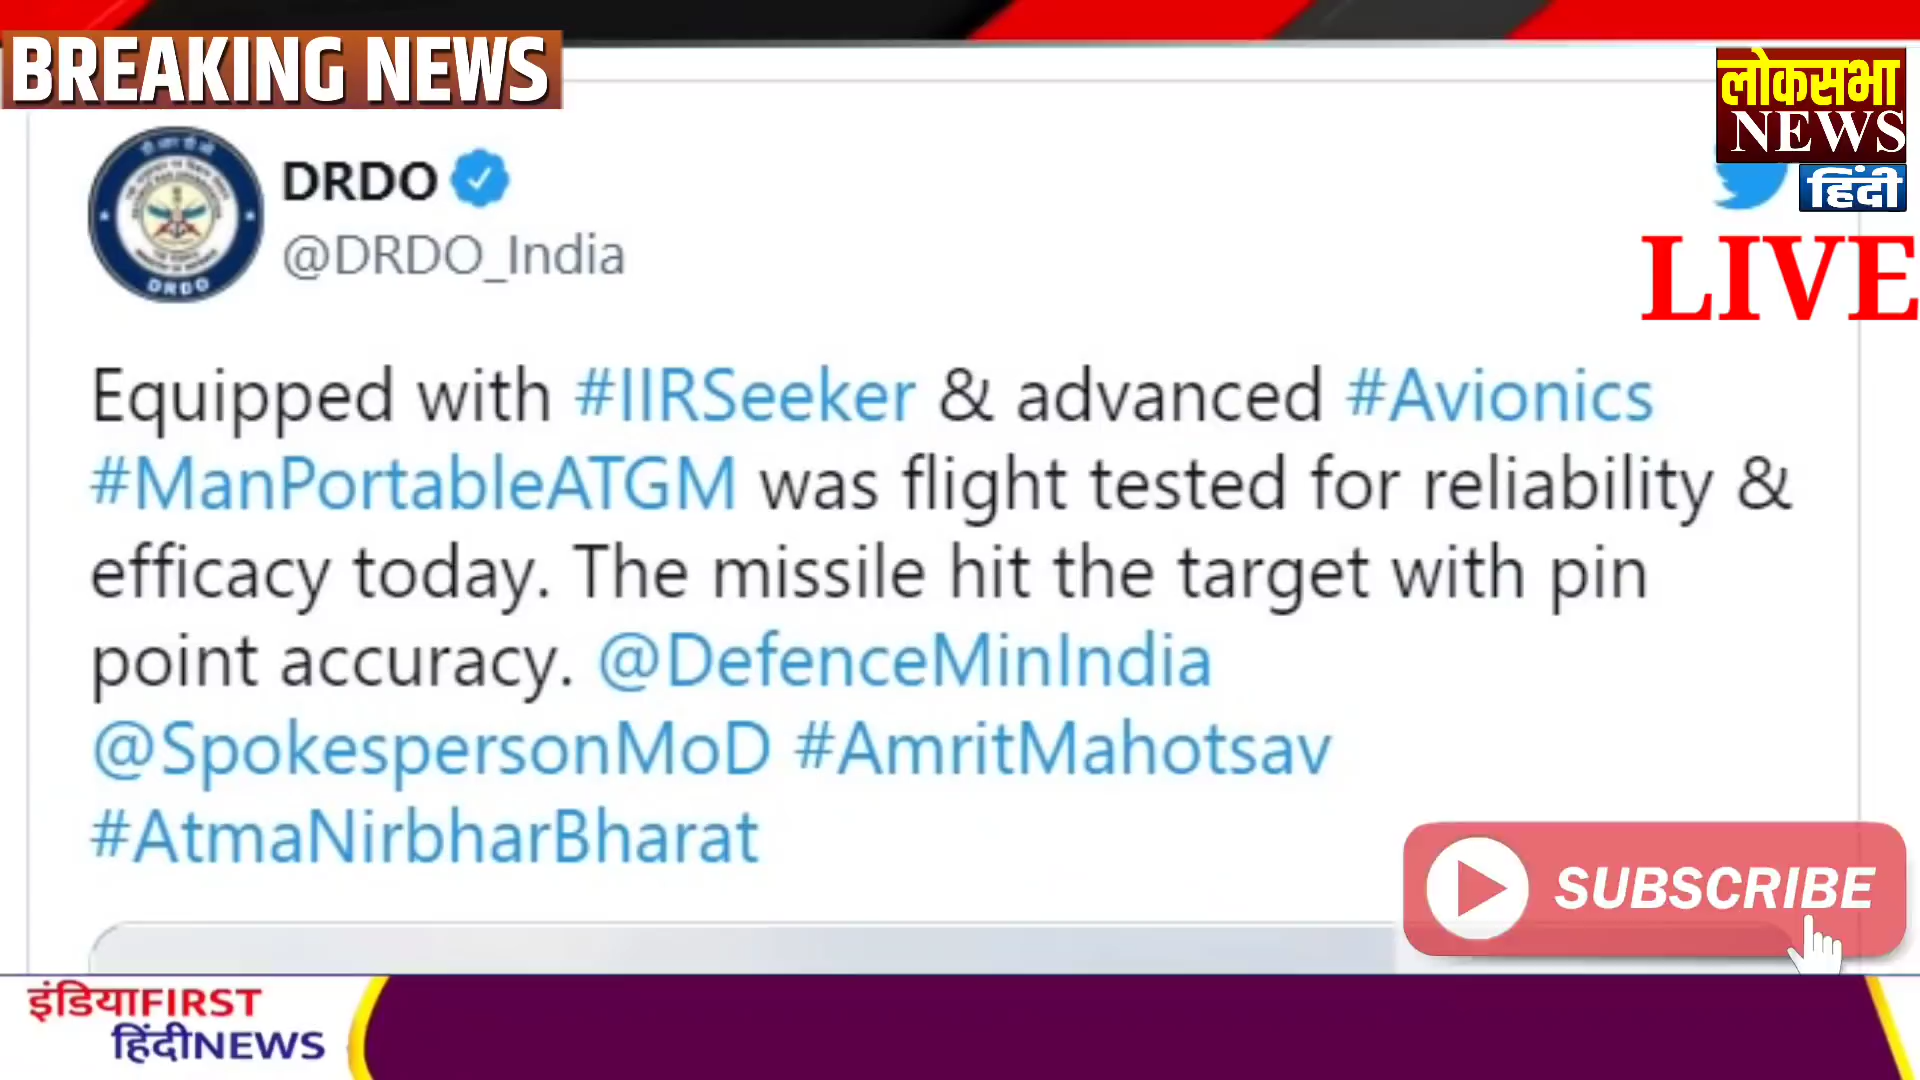 BREAKING NEWS
लोकसभा
NEWS
हिंदी
LIVE
DRDO
@DRDO_India
DRDO
Equipped with #IIRSeeker & advanced #Avionics
#ManPortableATGM was flight tested for reliability &
efficacy today. The missile hit the target with pin
point accuracy. @DefenceMinIndia
@SpokespersonMoD #AmritMahotsav
#AtmaNirbharBharat
SUBSCRIBE
इंडियाFIRST
हिंदीNEWS